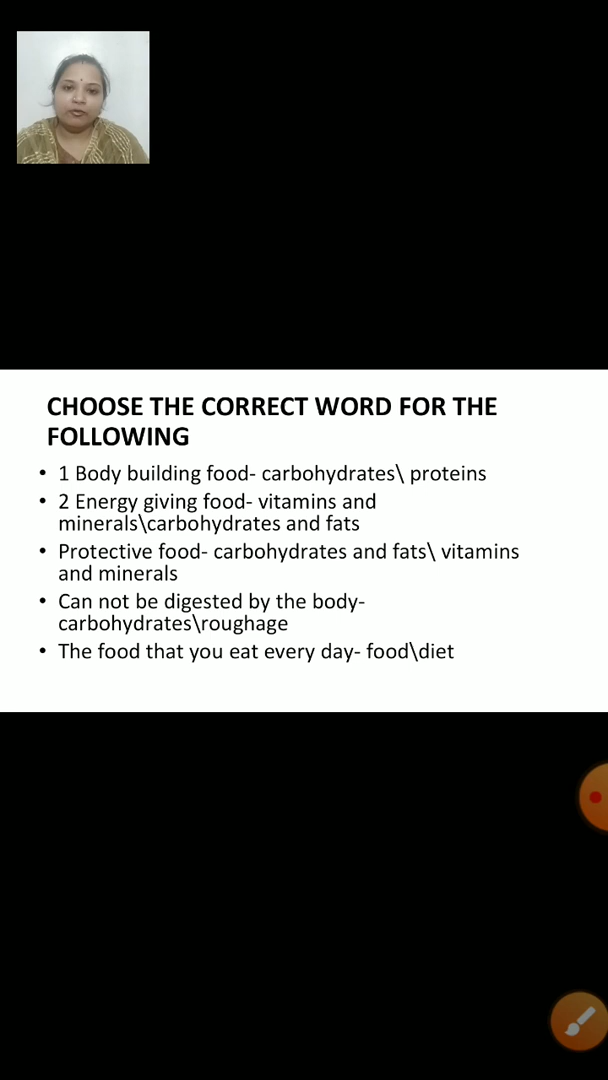 CHOOSE THE CORRECT WORD FOR THE
FOLLOWING
• 1 Body building food- carbohydrates\ proteins
• 2 Energy giving food- vitamins and
minerals\carbohydrates and fats
• Protective food- carbohydrates and fats\ vitamins
and minerals
• Can not be digested by the body-
carbohydrates\roughage
• The food that you eat every day- food\diet